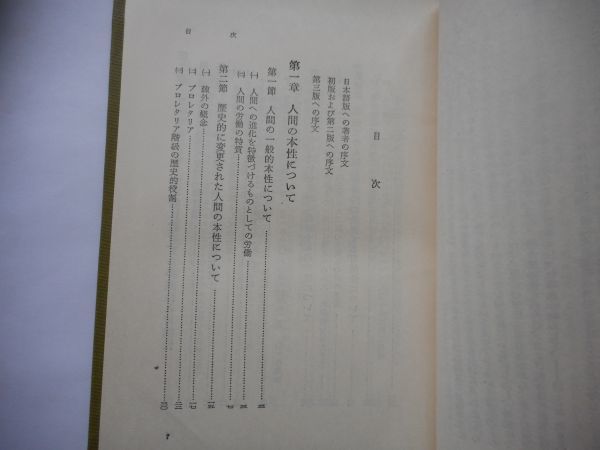 目次
目次
日本語版への著者の序文
初版および第二版への序文
第三版への序文
第一章 人間の本性について
第一節 人間の一般的本性について
㈠ 人間への進化を特徴づけるものとしての労働
㈡ 人間の労働の特質
第二節 歴史的に変更された人間の本性について
㈠ 疎外の概念
㈡ プロレタリア
㈢ プロレタリア階級の歴史的役割
7